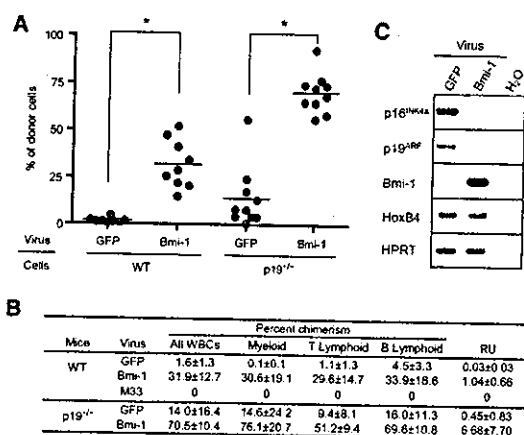 A
*
*
100
75
50
25
0
% of donor cells
Virus GFP Bmi-1 GFP Bmi-1
Cells WT p19+/-
C
Virus
GFP Bmi-1 H2O
p16INK4a
p19ARF
Bmi-1
HoxB4
HPRT
B
Percent chimerism
Mice Virus All WBCs Myeloid T Lymphoid B Lymphoid RU
WT GFP 1.6±1.3 0.1±0.1 1.1±1.3 4.5±3.3 0.03±0.03
Bmi-1 31.9±12.7 30.6±19.1 29.6±14.7 33.9±18.6 1.04±0.66
M33 0 0 0 0 0
GFP 14.0±16.4 14.6±24.2 9.4±8.1 16.0±11.3 0.45±0.83
Bmi-1 70.5±10.4 76.1±20.7 51.2±9.4 69.8±10.8 6.68±7.70